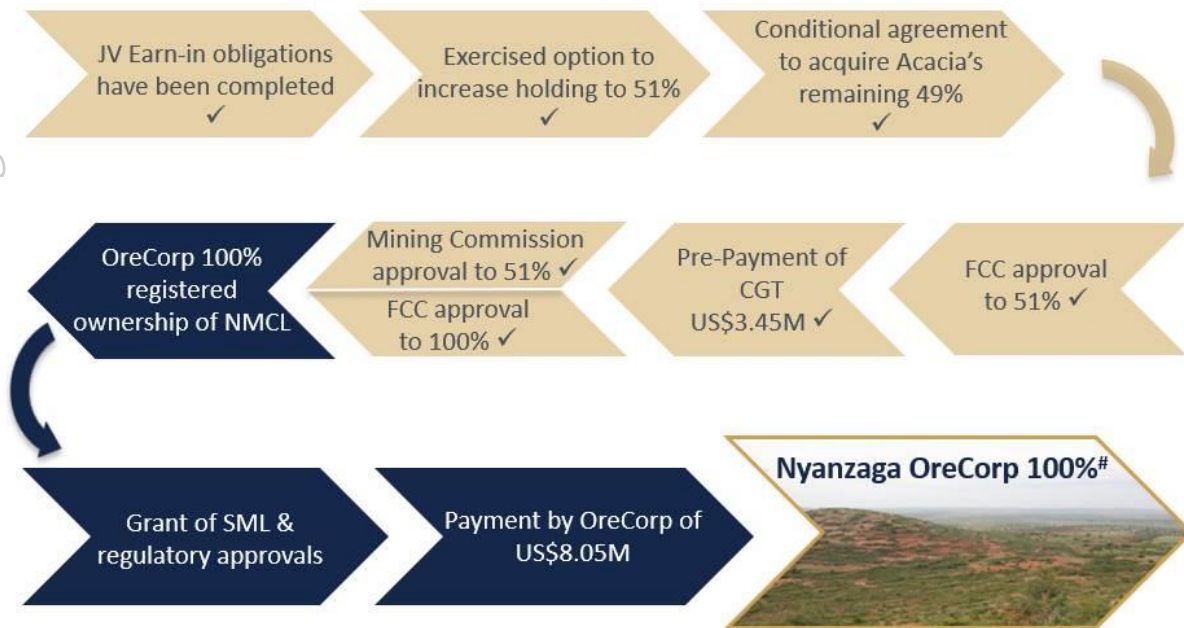 JV Earn-in obligations
have been completed
✓
Exercised option to
increase holding to 51%
✓
Conditional agreement
to acquire Acacia's
remaining 49%
✓
FCC approval
to 51% ✓
Pre-Payment of
CGT
US$3.45M ✓
Mining Commission
approval to 51% ✓
FCC approval
to 100% ✓
OreCorp 100%
registered
ownership of NMCL
Grant of SML &
regulatory approvals
Payment by OreCorp of
US$8.05M
Nyanzaga OreCorp 100%#